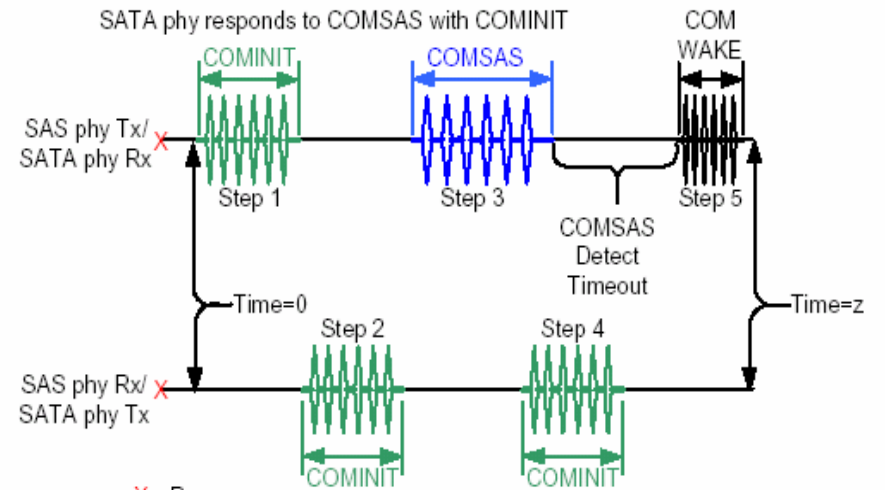 SATA phy responds to COMSAS with COMINIT
COM
WAKE
COMINIT
COMSAS
SAS phy Tx/
SATA phy Rx
X
Step 1
Step 3
Step 5
COMSAS
Detect
Timeout
Time=0
Time=z
Step 2
Step 4
SAS phy Rx/
SATA phy Tx
X
COMINIT
COMINIT